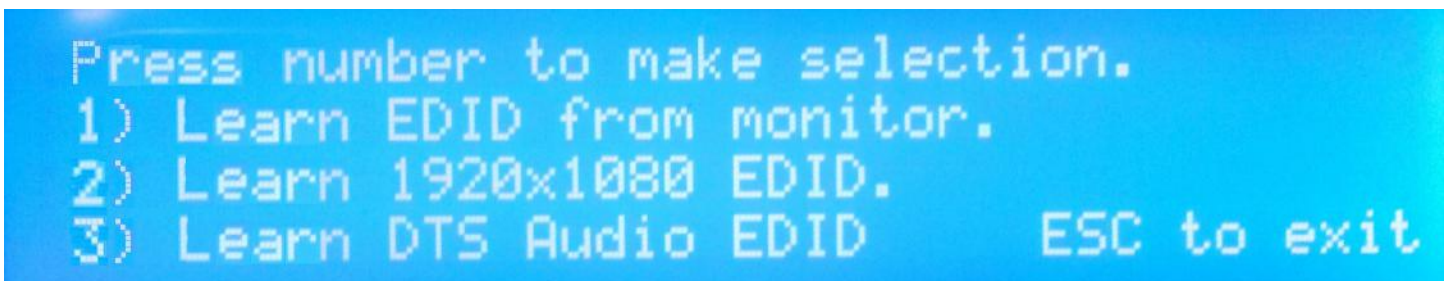 Press number to make selection.
1) Learn EDID from monitor.
2) Learn 1920x1080 EDID.
3) Learn DTS Audio EDID ESC to exit